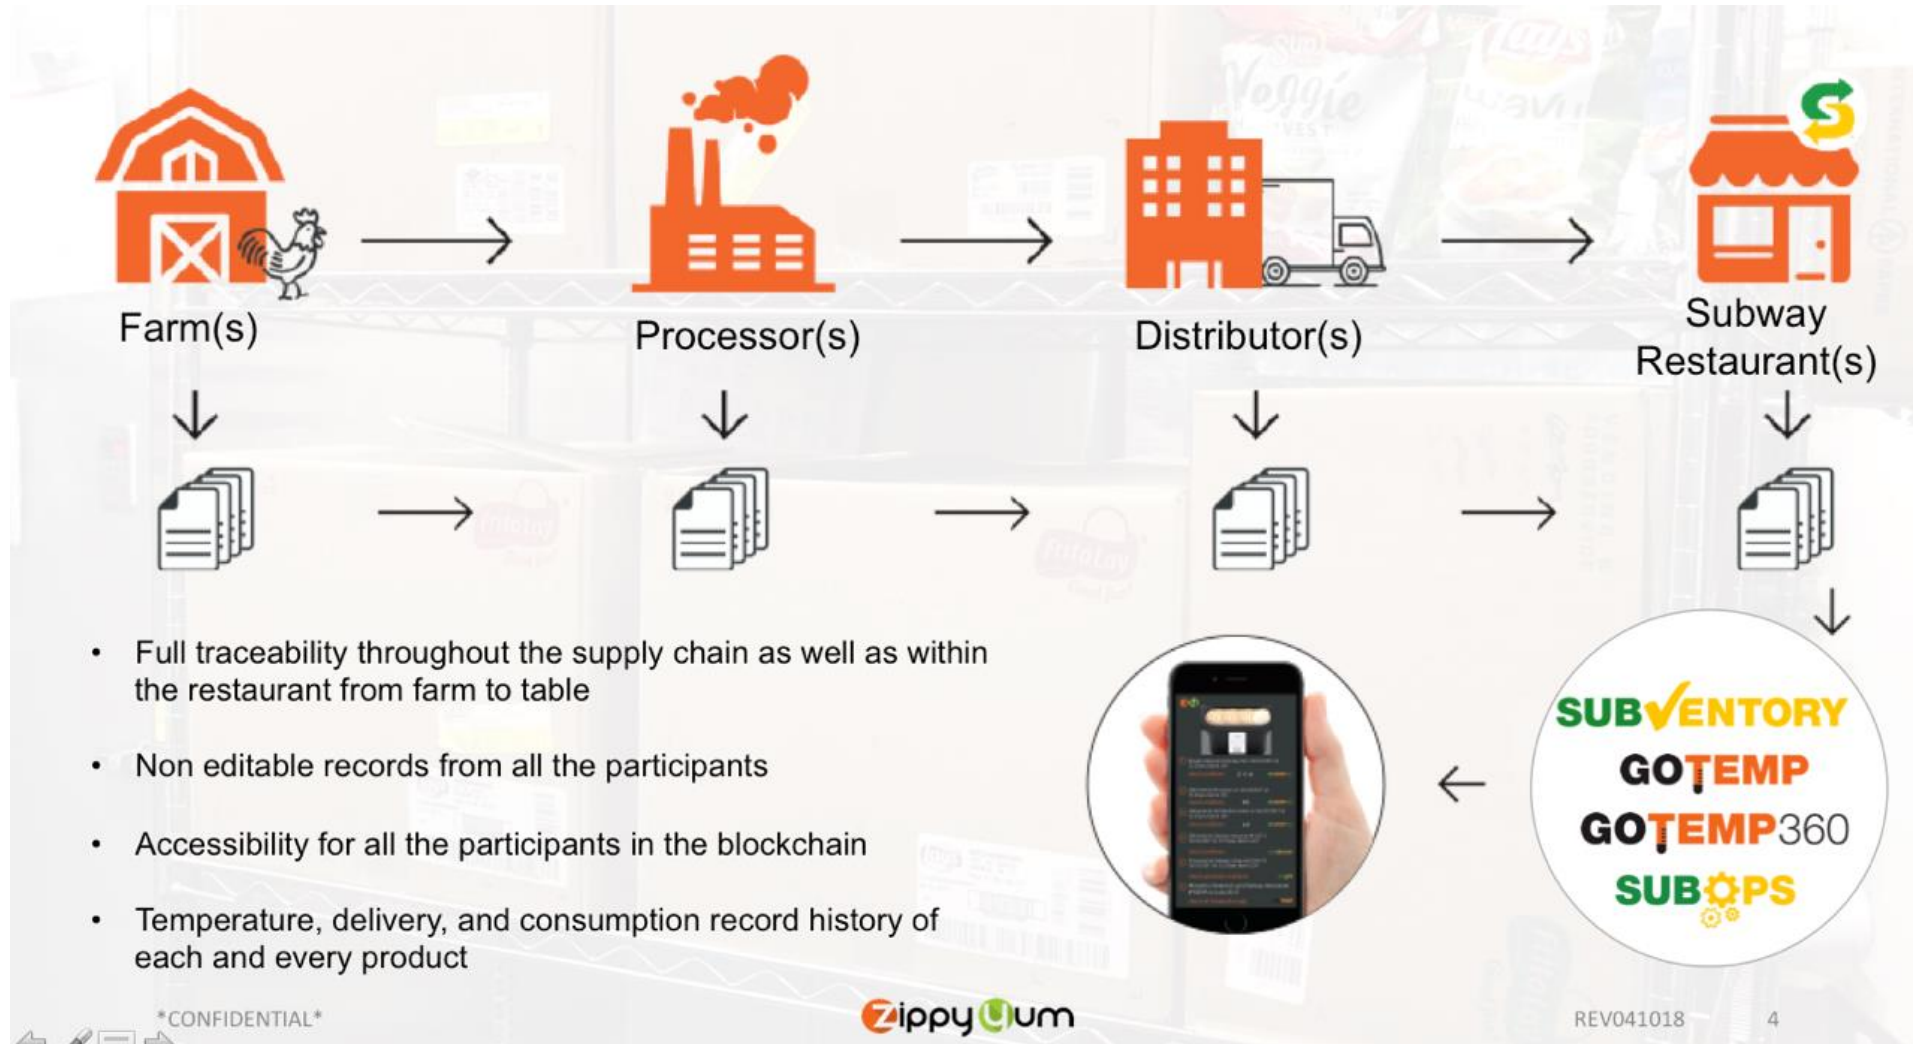 Farm(s)
Processor(s)
Distributor(s)
Subway
Restaurant(s)
• Full traceability throughout the supply chain as well as within
the restaurant from farm to table
• Non editable records from all the participants
• Accessibility for all the participants in the blockchain
• Temperature, delivery, and consumption record history of
each and every product
SUBVENTORY
GOTEMP
GOTEMP360
SUBOPS
*CONFIDENTIAL*
ZippyYum
REV041018
4